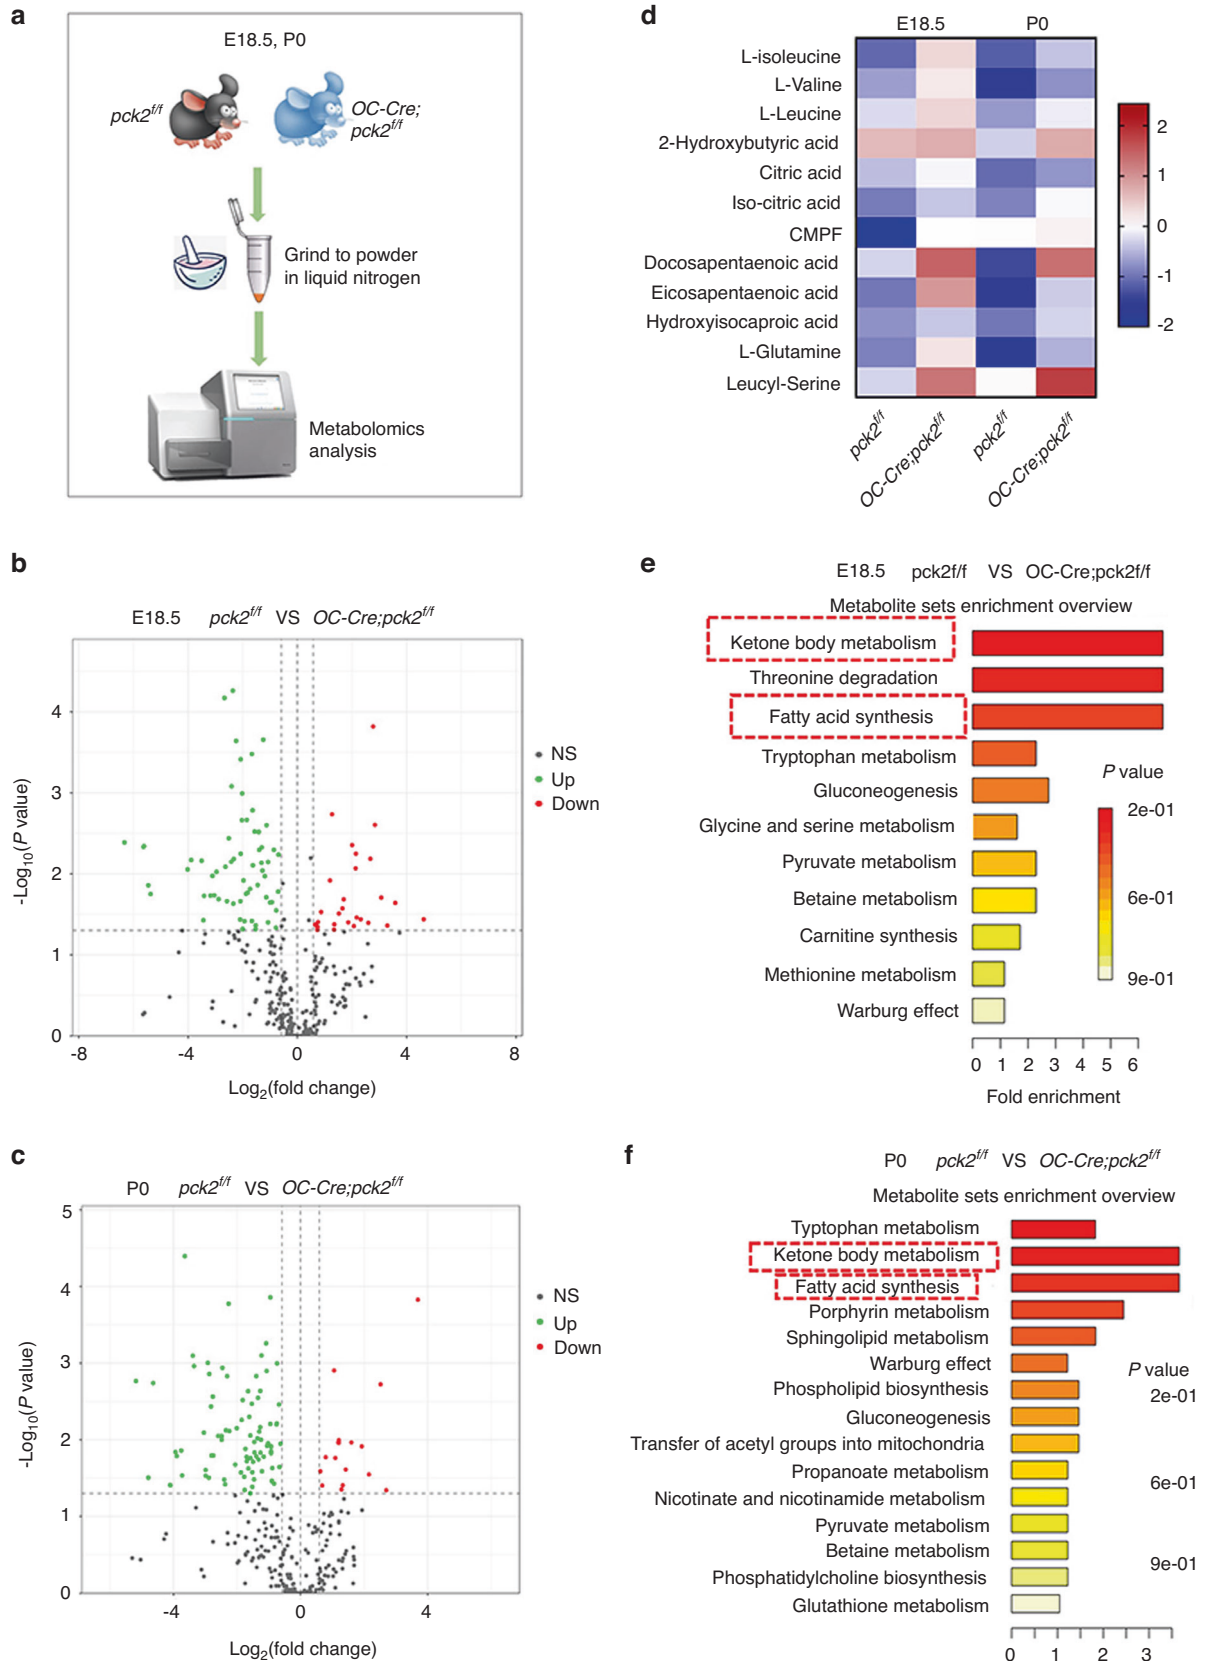 a
E18.5, P0
pck2f/f
OC-Cre;
pck2f/f
Grind to powder
in liquid nitrogen
Metabolomics
analysis
b
E18.5 pck2f/f VS OC-Cre;pck2f/f
-Log10(P value)
4
3
2
1
0
-8 -4 0 4 8
Log2(fold change)
NS
Up
Down
c
P0 pck2f/f VS OC-Cre;pck2f/f
-Log10(P value)
5
4
3
2
1
0
-4 0 4
Log2(fold change)
NS
Up
Down
d
E18.5 P0
L-isoleucine
L-Valine
L-Leucine
2-Hydroxybutyric acid
Citric acid
Iso-citric acid
CMPF
Docosapentaenoic acid
Eicosapentaenoic acid
Hydroxyisocaproic acid
L-Glutamine
Leucyl-Serine
pck2f/f
OC-Cre;pck2f/f
pck2f/f
OC-Cre;pck2f/f
2
1
0
-1
-2
e
E18.5 pck2f/f VS OC-Cre;pck2f/f
Metabolite sets enrichment overview
Ketone body metabolism
Threonine degradation
Fatty acid synthesis
Tryptophan metabolism
Gluconeogenesis
Glycine and serine metabolism
Pyruvate metabolism
Betaine metabolism
Carnitine synthesis
Methionine metabolism
Warburg effect
P value
2e-01
6e-01
9e-01
0 1 2 3 4 5 6
Fold enrichment
f
P0 pck2f/f VS OC-Cre;pck2f/f
Metabolite sets enrichment overview
Typtophan metabolism
Ketone body metabolism
Fatty acid synthesis
Porphyrin metabolism
Sphingolipid metabolism
Warburg effect
Phospholipid biosynthesis
Gluconeogenesis
Transfer of acetyl groups into mitochondria
Propanoate metabolism
Nicotinate and nicotinamide metabolism
Pyruvate metabolism
Betaine metabolism
Phosphatidylcholine biosynthesis
Glutathione metabolism
P value
2e-01
6e-01
9e-01
0 1 2 3